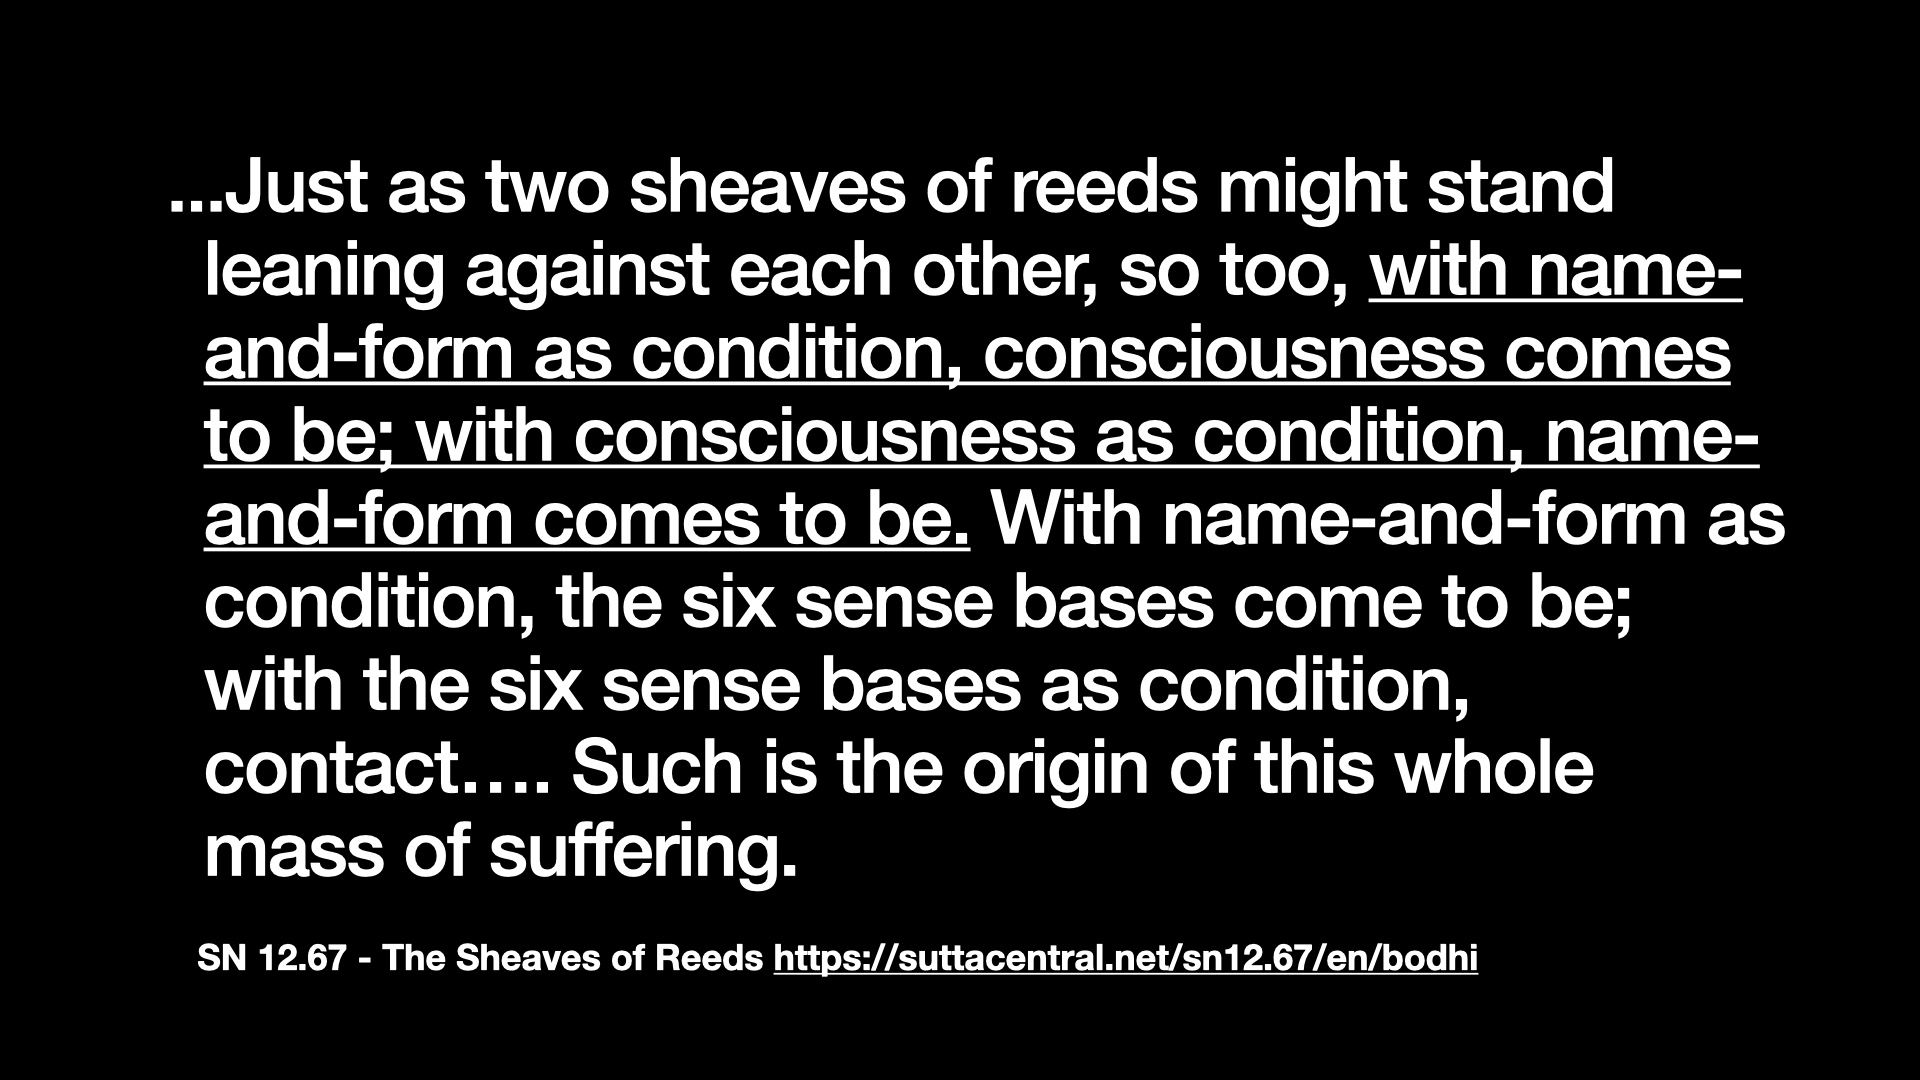 ...Just as two sheaves of reeds might stand
leaning against each other, so too, with name-
and-form as condition, consciousness comes
to be; with consciousness as condition, name-
and-form comes to be. With name-and-form as
condition, the six sense bases come to be;
with the six sense bases as condition,
contact…. Such is the origin of this whole
mass of suffering.
SN 12.67 - The Sheaves of Reeds https://suttacentral.net/sn12.67/en/bodhi